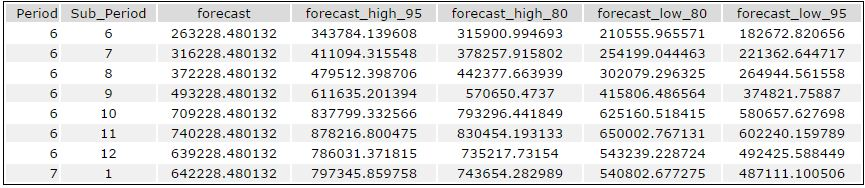 Period Sub_Period forecast forecast_high_95 forecast_high_80 forecast_low_80 forecast_low_95
6 6 263228.480132 343784.139608 315900.994693 210555.965571 182672.820656
6 7 316228.480132 411094.315548 378257.915802 254199.044463 221362.644717
6 8 372228.480132 479512.398706 442377.663939 302079.296325 264944.561558
6 9 493228.480132 611635.201394 570650.4737 415806.486564 374821.75887
6 10 709228.480132 837799.332566 793296.441849 625160.518415 580657.627698
6 11 740228.480132 878216.800475 830454.193133 650002.767131 602240.159789
6 12 639228.480132 786031.371815 735217.73154 543239.228724 492425.588449
7 1 642228.480132 797345.859758 743654.282989 540802.677275 487111.100506